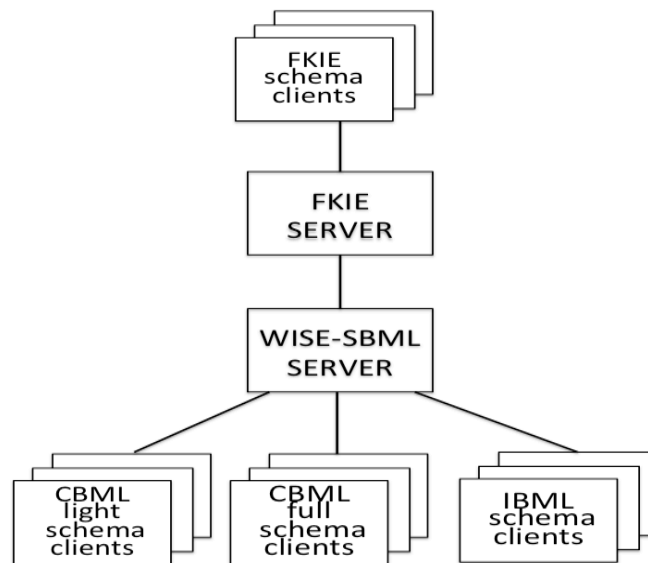 FKIE
schema
clients
FKIE
SERVER
WISE-SBML
SERVER
CBML
light
schema
clients
CBML
full
schema
clients
IBML
schema
clients